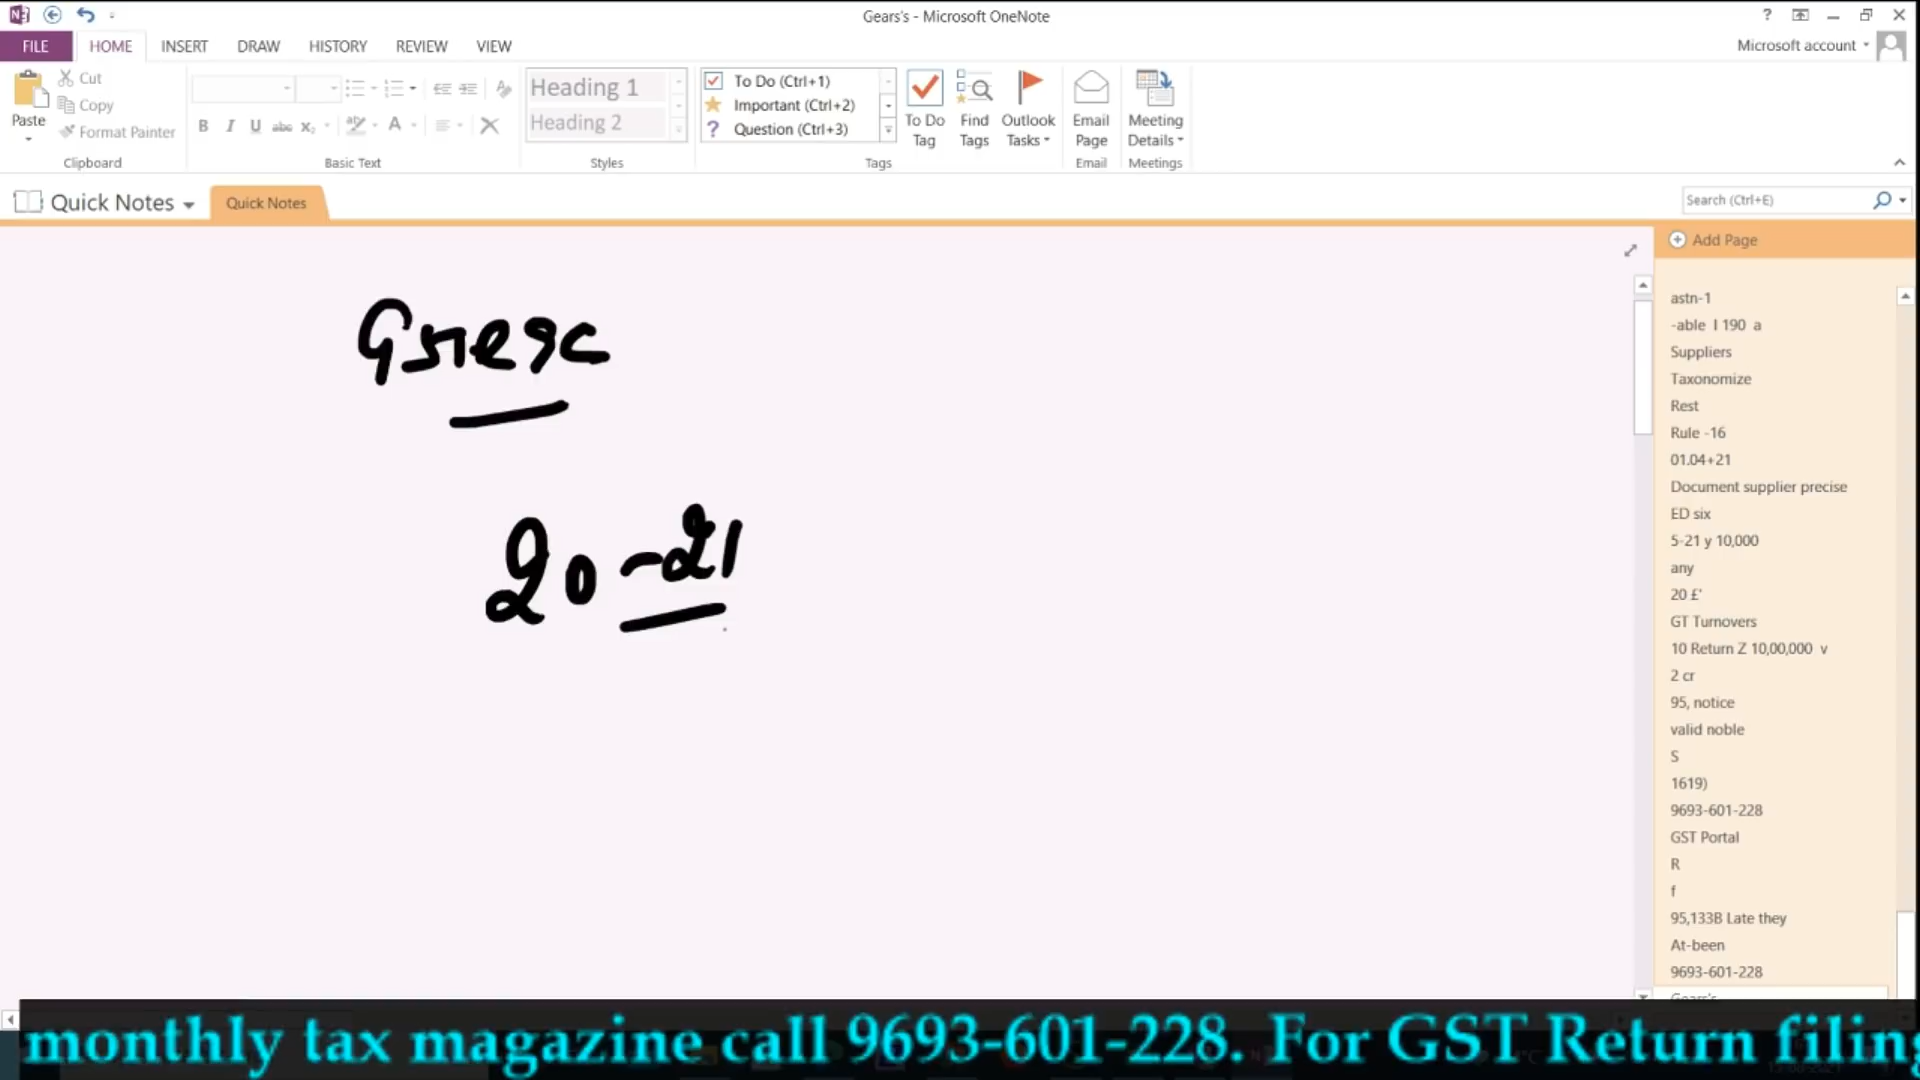 Gears's - Microsoft OneNote
FILE HOME INSERT DRAW HISTORY REVIEW VIEW
Microsoft account
Paste
Cut
Copy
Format Painter
Clipboard
B I U abc x₂ A
Basic Text
Heading 1
Heading 2
Styles
To Do (Ctrl+1)
Important (Ctrl+2)
Question (Ctrl+3)
To Do Tag
Find Tags
Outlook Tasks
Tags
Email Page
Email
Meeting Details
Meetings
Quick Notes
Quick Notes
Search (Ctrl+E)
Add Page
20-21
astn-1
-able I 190 a
Suppliers
Taxonomize
Rest
Rule -16
01.04+21
Document supplier precise
ED six
5-21 y 10,000
any
20 £'
GT Turnovers
10 Return Z 10,00,000 v
2 cr
95, notice
valid noble
S
1619)
9693-601-228
GST Portal
R
f
95,133B Late they
At-been
9693-601-228
Gears's
monthly tax magazine call 9693-601-228. For GST Return filing